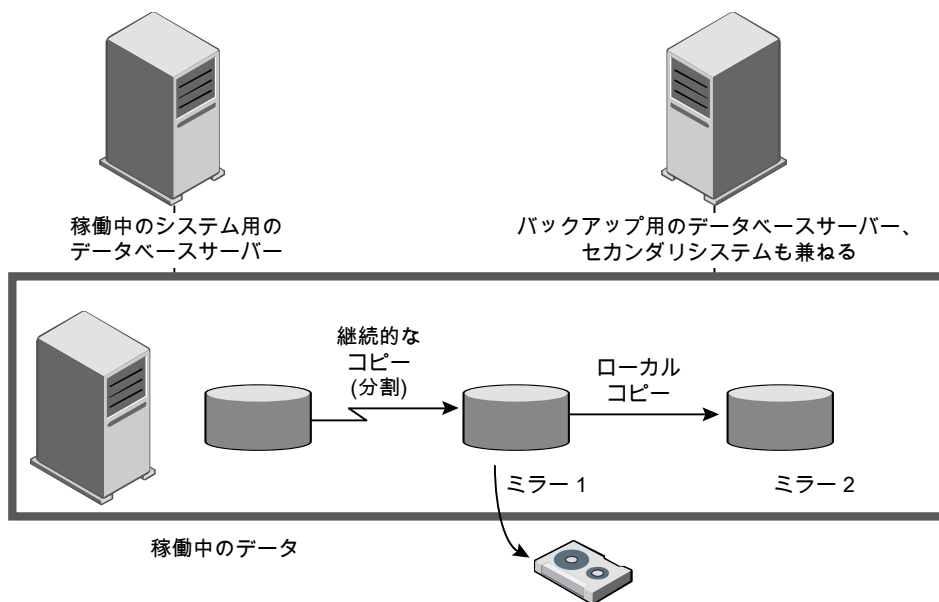 稼働中のシステム用の
データベースサーバー
バックアップ用のデータベースサーバー、
セカンダリシステムも兼ねる
継続的な
コピー
(分割)
ローカル
コピー
ミラー 1
ミラー 2
稼働中のデータ